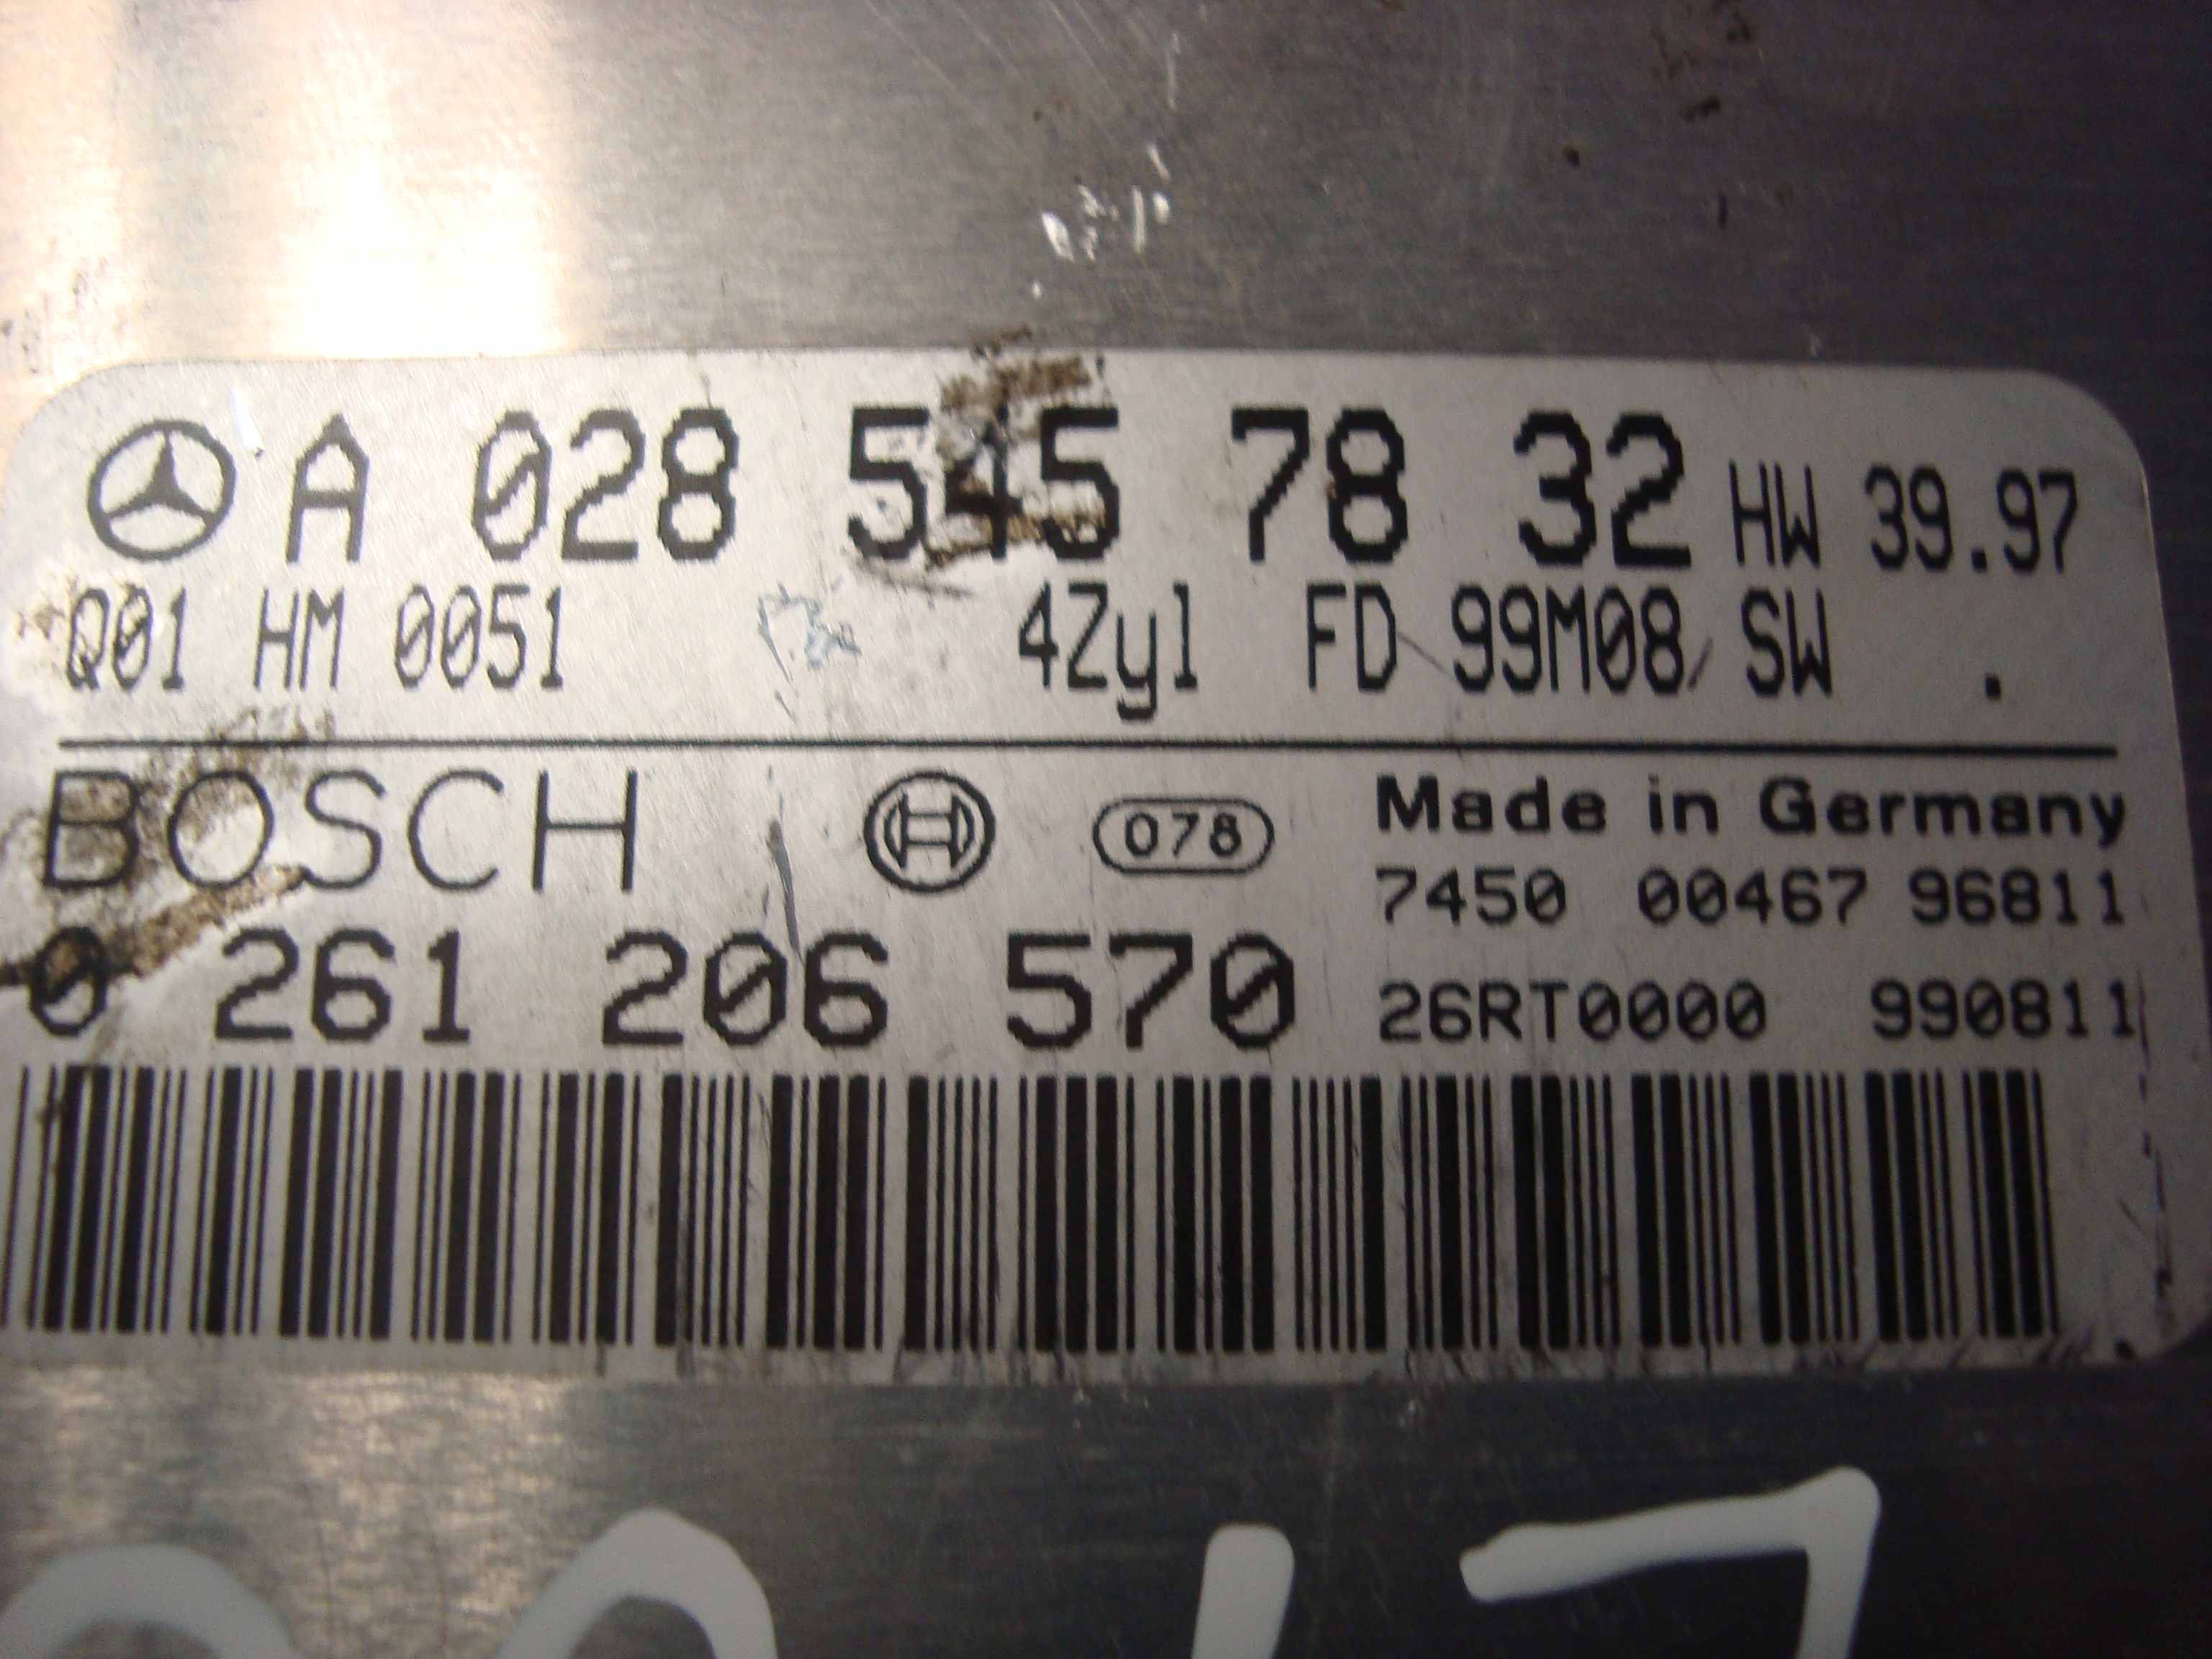 A 028 545 78 32 HW 39.97
Q01 HM 0051 4Zyl FD 99M08 SW .
BOSCH 078 Made in Germany
7450 00467 96811
0 261 206 570 26RT0000 990811